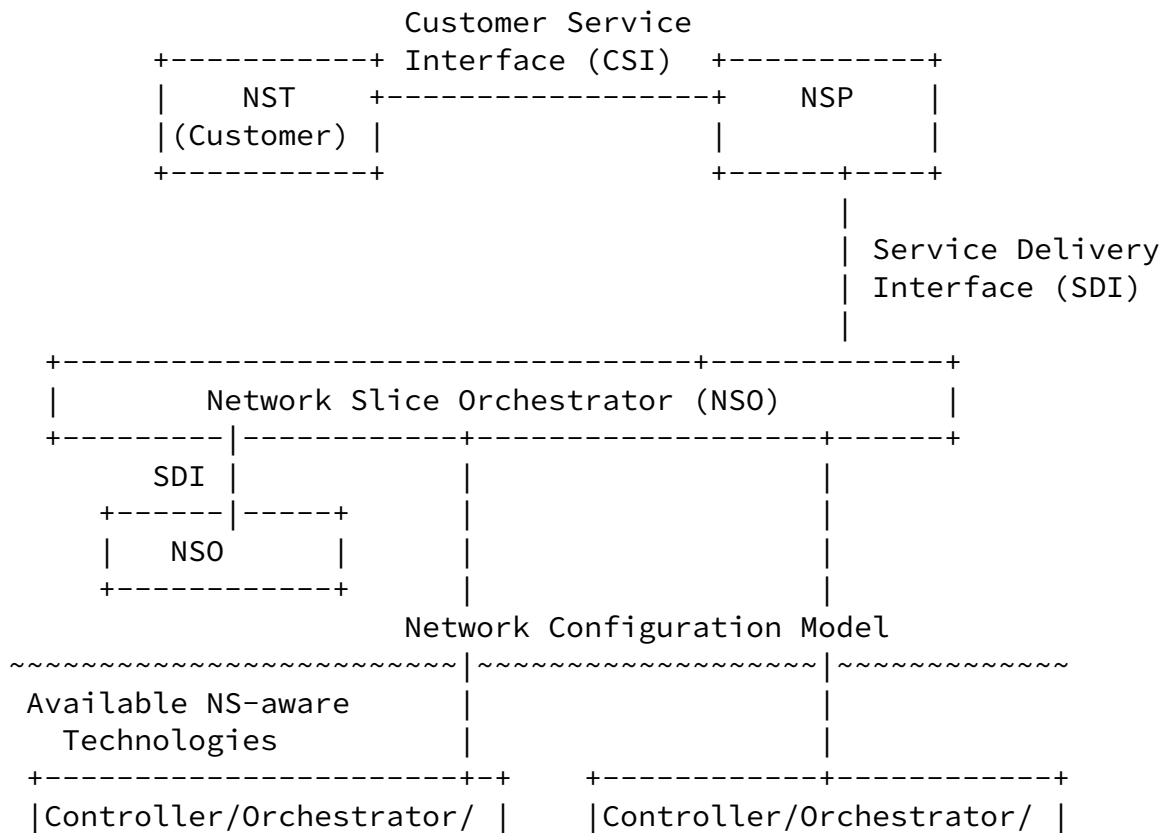 Customer Service
        +-----------+ Interface (CSI)  +-----------+
        |    NST    +------------------+    NSP    |
        |(Customer) |                  |           |
        +-----------+                  +------+----+
                                              |
                                              | Service Delivery
                                              | Interface (SDI)
                                              |
  +-----------------------------------+-------------+
  |        Network Slice Orchestrator (NSO)         |
  +---------|------------+-------------------+------+
        SDI |            |                   |
     +------|-----+      |                   |
     |   NSO      |      |                   |
     +------------+      |                   |
                      Network Configuration Model
~~~~~~~~~~~~~~~~~~~~~~~~~|~~~~~~~~~~~~~~~~~~~|~~~~~~~~~~~~~
 Available NS-aware      |                   |
   Technologies          |                   |
 +-----------------------+-+    +------------+------------+
 |Controller/Orchestrator/ |    |Controller/Orchestrator/ |